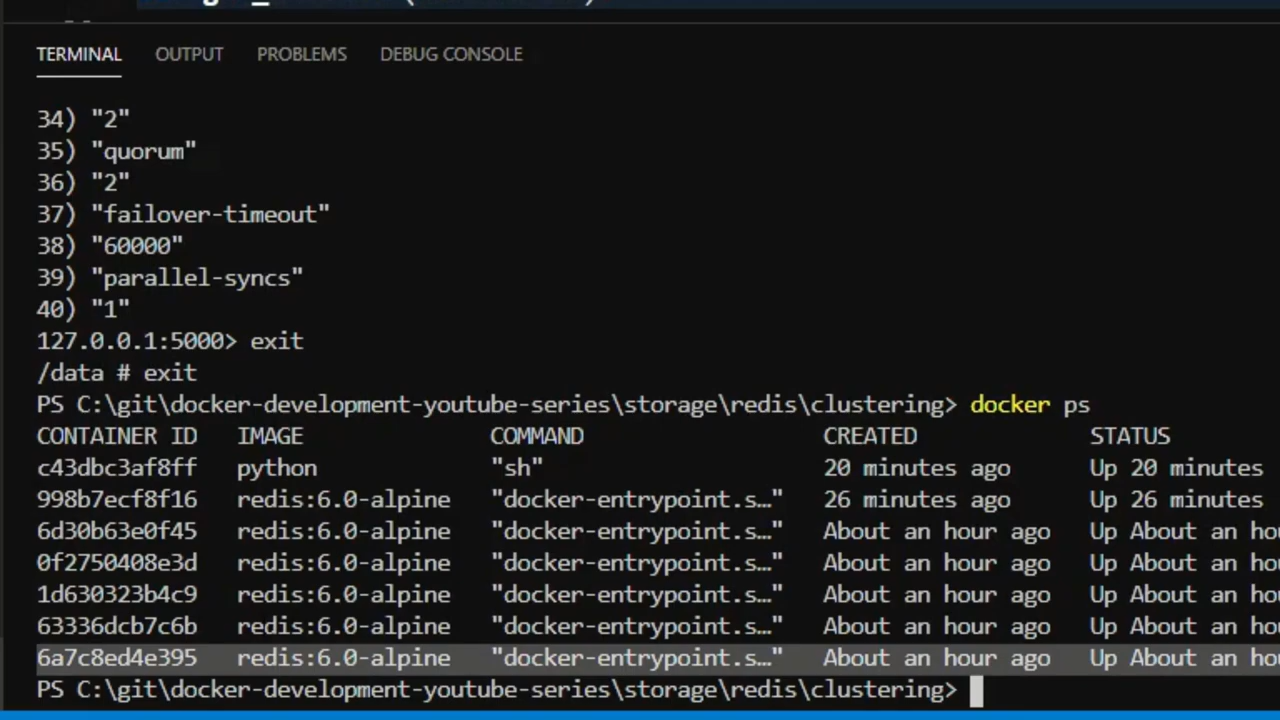 TERMINAL OUTPUT PROBLEMS DEBUG CONSOLE
34) "2"
35) "quorum"
36) "2"
37) "failover-timeout"
38) "60000"
39) "parallel-syncs"
40) "1"
127.0.0.1:5000> exit
/data # exit
PS C:\git\docker-development-youtube-series\storage\redis\clustering> docker ps
CONTAINER ID IMAGE COMMAND CREATED STATUS
c43dbc3af8ff python "sh" 20 minutes ago Up 20 minutes
998b7ecf8f16 redis:6.0-alpine "docker-entrypoint.s…" 26 minutes ago Up 26 minutes
6d30b63e0f45 redis:6.0-alpine "docker-entrypoint.s…" About an hour ago Up About an ho
0f2750408e3d redis:6.0-alpine "docker-entrypoint.s…" About an hour ago Up About an ho
1d630323b4c9 redis:6.0-alpine "docker-entrypoint.s…" About an hour ago Up About an ho
63336dcb7c6b redis:6.0-alpine "docker-entrypoint.s…" About an hour ago Up About an ho
6a7c8ed4e395 redis:6.0-alpine "docker-entrypoint.s…" About an hour ago Up About an ho
PS C:\git\docker-development-youtube-series\storage\redis\clustering>